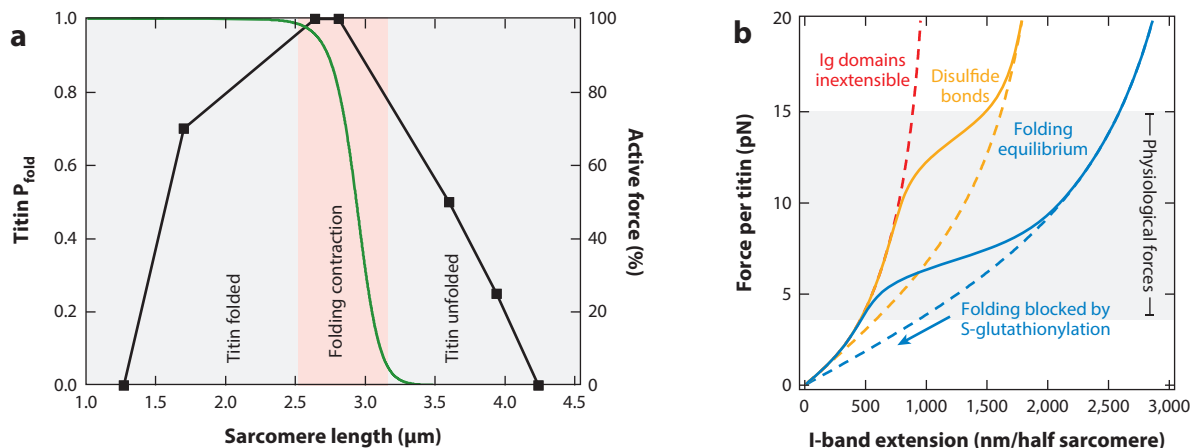 a
1.0
0.8
0.6
0.4
0.2
0.0
Titin P_fold
100
80
60
40
20
0
Active force (%)
Titin folded
Folding contraction
Titin unfolded
1.0 1.5 2.0 2.5 3.0 3.5 4.0 4.5
Sarcomere length (μm)
b
20
15
10
5
0
Force per titin (pN)
Ig domains
inextensible
Disulfide
bonds
Folding
equilibrium
Physiological forces
Folding blocked by
S-glutathionylation
0 500 1,000 1,500 2,000 2,500 3,000
I-band extension (nm/half sarcomere)